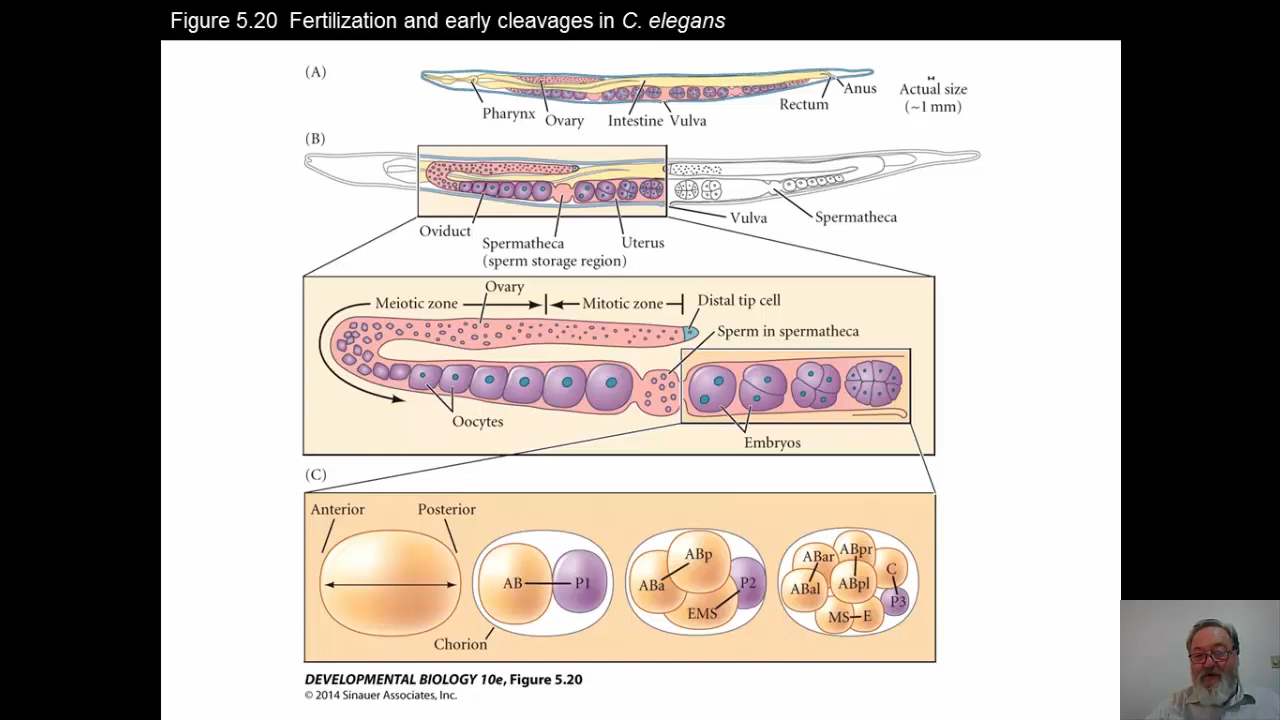 Figure 5.20 Fertilization and early cleavages in C. elegans
(A)
Pharynx
Ovary
Intestine
Vulva
Rectum
Anus
Actual size
(~1 mm)
(B)
Oviduct
Spermatheca
(sperm storage region)
Uterus
Vulva
Spermatheca
Ovary
Meiotic zone
Mitotic zone
Distal tip cell
Sperm in spermatheca
Oocytes
Embryos
(C)
Anterior
Posterior
Chorion
AB
P1
ABp
ABa
P2
EMS
ABar
ABpr
C
ABal
ABpl
P3
MS
E
DEVELOPMENTAL BIOLOGY 10e, Figure 5.20
© 2014 Sinauer Associates, Inc.